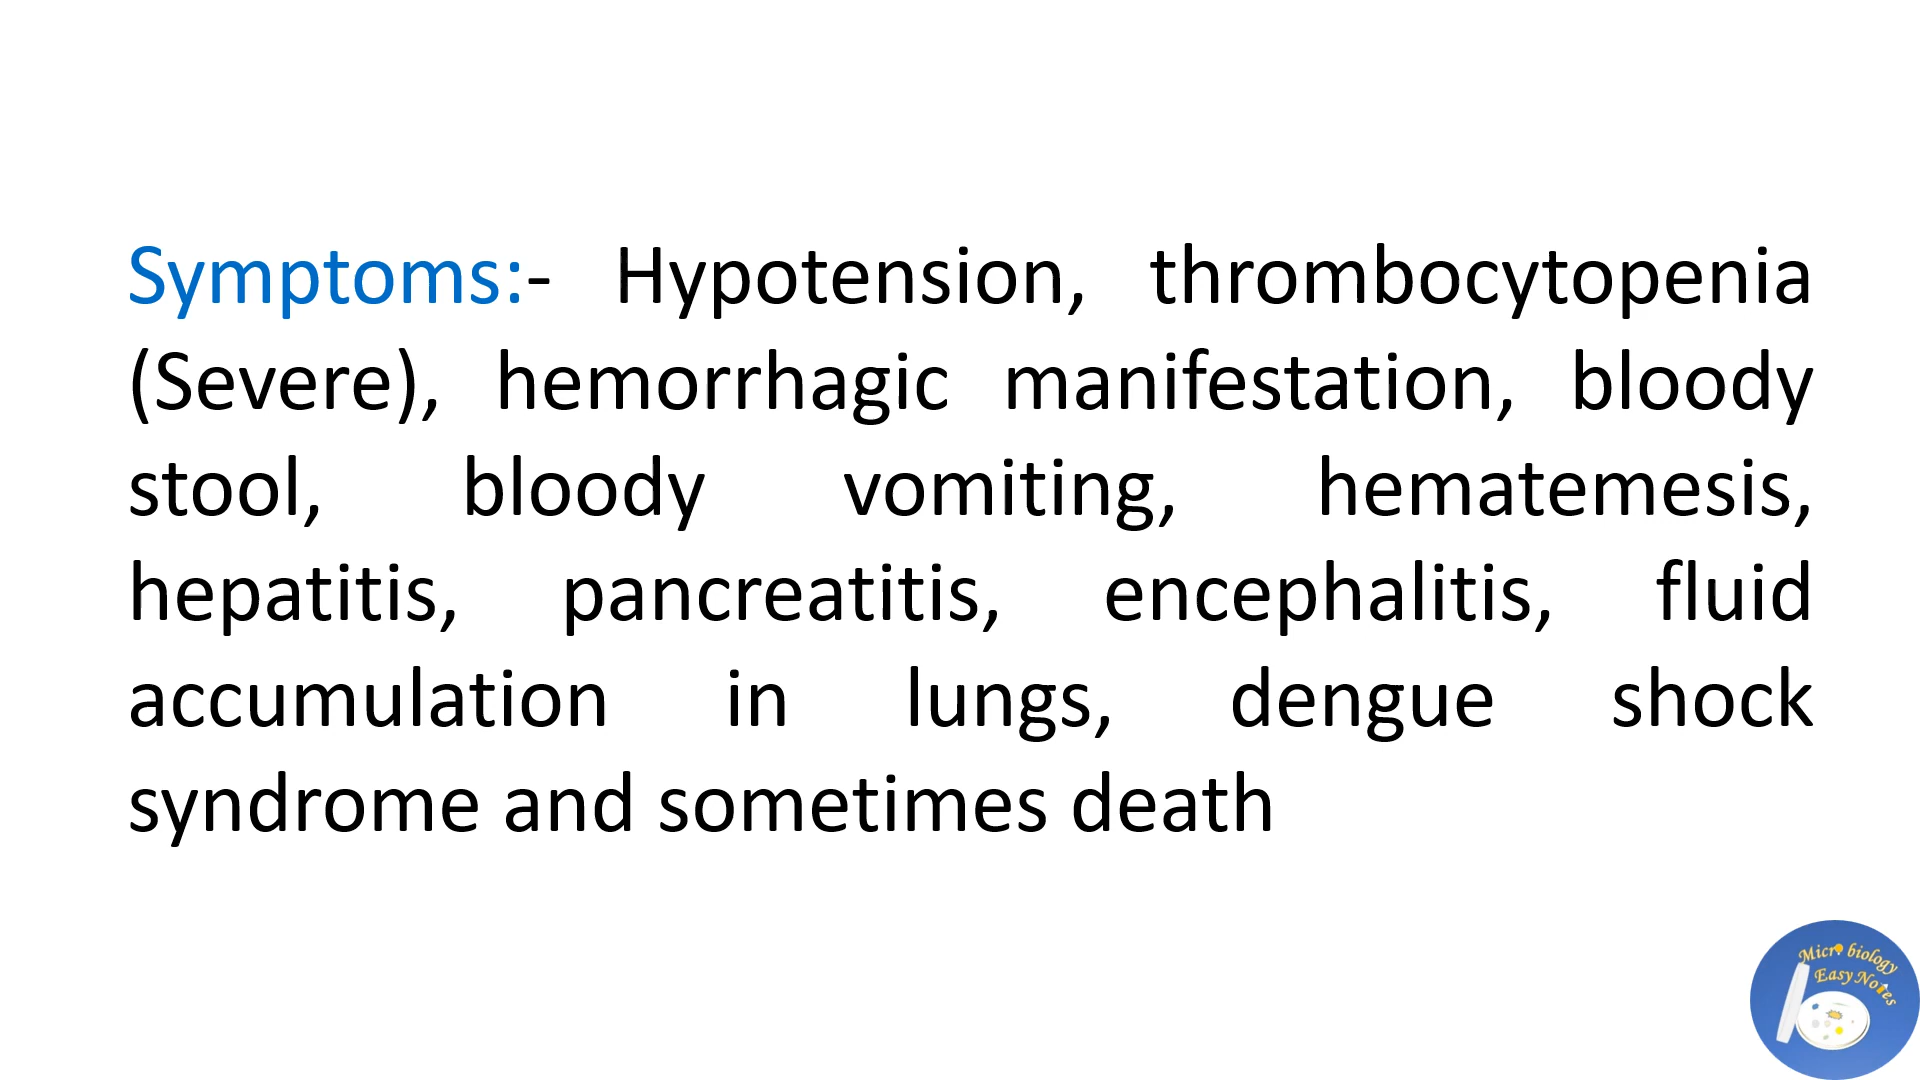 Symptoms:- Hypotension, thrombocytopenia
(Severe), hemorrhagic manifestation, bloody
stool, bloody vomiting, hematemesis,
hepatitis, pancreatitis, encephalitis, fluid
accumulation in lungs, dengue shock
syndrome and sometimes death
Micro biology
Easy Notes